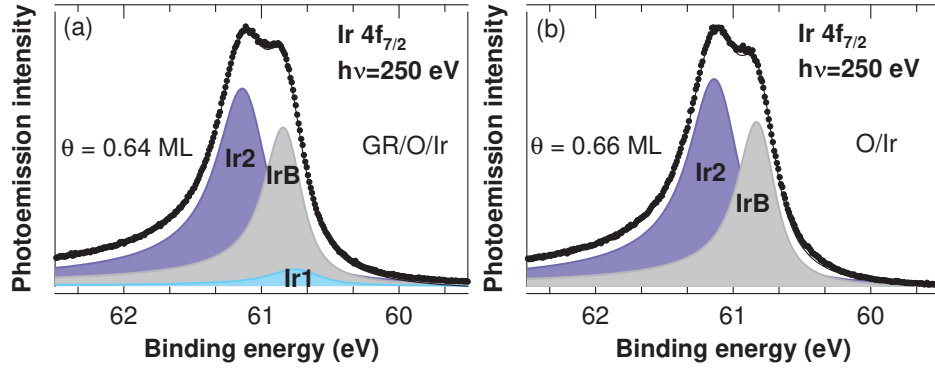 Photoemission intensity
(a)
Ir 4f7/2
hν=250 eV
θ = 0.64 ML
GR/O/Ir
Ir2
IrB
Ir1
62
61
60
Binding energy (eV)
Photoemission intensity
(b)
Ir 4f7/2
hν=250 eV
θ = 0.66 ML
O/Ir
Ir2
IrB
62
61
60
Binding energy (eV)